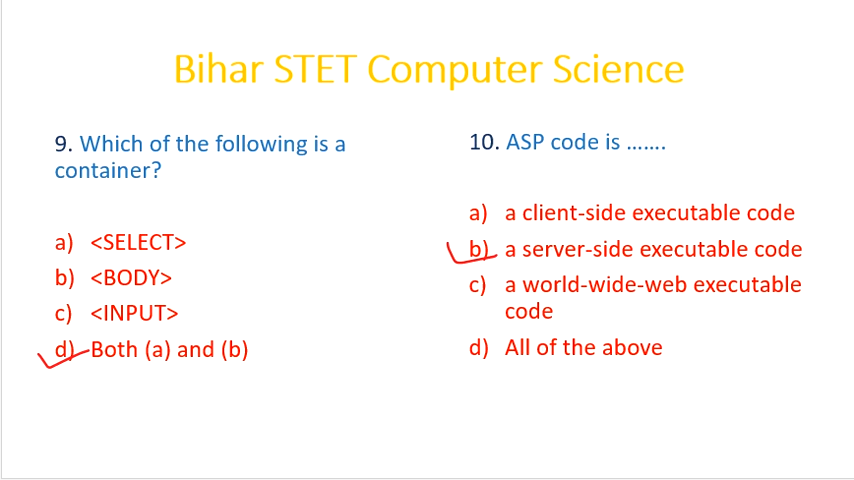 Bihar STET Computer Science
9. Which of the following is a
container?
a) <SELECT>
b) <BODY>
c) <INPUT>
d) Both (a) and (b)
10. ASP code is .......
a) a client-side executable code
b) a server-side executable code
c) a world-wide-web executable
code
d) All of the above